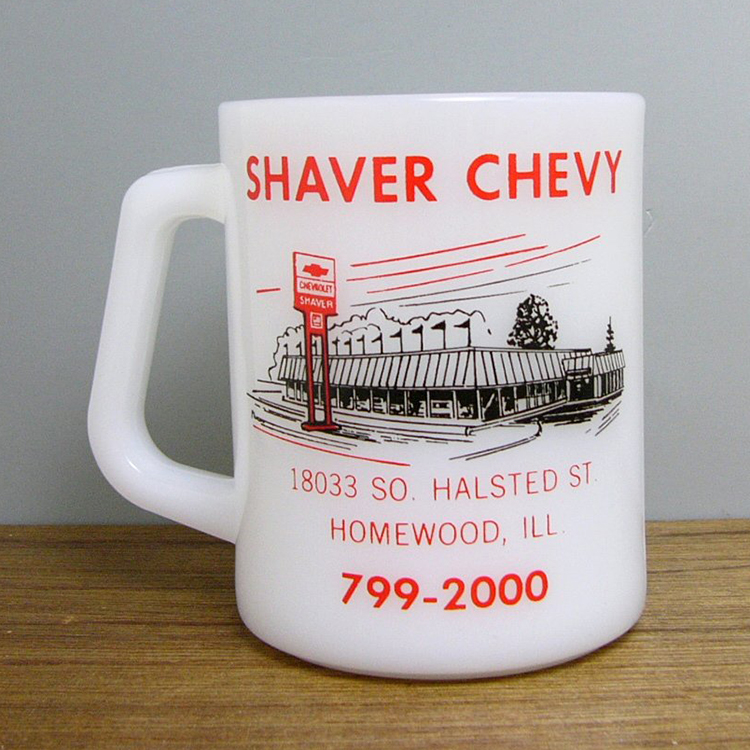 SHAVER CHEVY
CHEVROLET
SHAVER
18033 SO. HALSTED ST.
HOMEWOOD, ILL.
799-2000